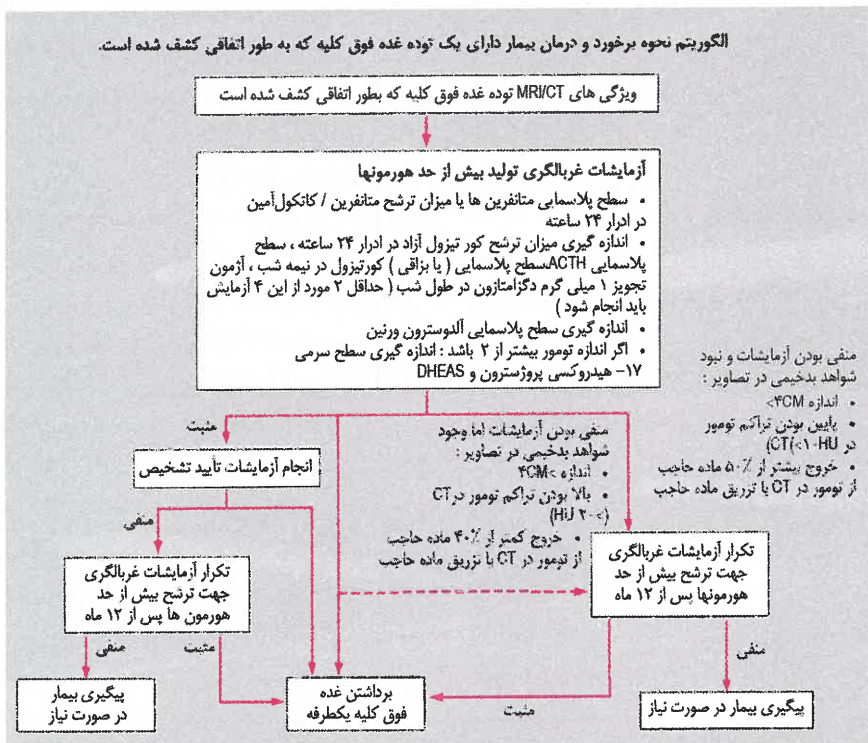 الگوریتم نحوه برخورد و درمان بیمار دارای یک توده غده فوق کلیه که به طور اتفاقی کشف شده است.
ویژگی های MRI/CT توده غده فوق کلیه که بطور اتفاقی کشف شده است
آزمایشات غربالگری تولید بیش از حد هورمونها
• سطح پلاسمایی متانفرین ها یا میزان ترشح متانفرین / کاتکول‌آمین
در ادرار ۲۴ ساعته
• اندازه گیری میزان ترشح کور تیزول آزاد در ادرار ۲۴ ساعته ، سطح
پلاسمایی ACTH،سطح پلاسمایی ( یا بزاقی ) کورتیزول در نیمه شب ، آزمون
تجویز ۱ میلی گرم دگزامتازون در طول شب ( حداقل ۲ مورد از این ۴ آزمایش
باید انجام شود )
• اندازه گیری سطح پلاسمایی آلدوسترون ورنین
• اگر اندازه تومور بیشتر از ۲ باشد : اندازه گیری سطح سرمی
۱۷- هیدروکسی پروژسترون و DHEAS
منفی بودن آزمایشات و نبود
شواهد بدخیمی در تصاویر :
• اندازه ۴CM>
• پایین بودن تراکم تومور
در CT(<۱۰HU)
• خروج بیشتر از ۵۰٪ ماده حاجب
از تومور در CT با تزریق ماده حاجب
منفی بودن آزمایشات اما وجود
شواهد بدخیمی در تصاویر :
• اندازه >۴CM
• بالا بودن تراکم تومور درCT
(>۲۰ HU)
• خروج کمتر از ۴۰٪ ماده حاجب
از تومور در CT با تزریق ماده حاجب
مثبت
انجام آزمایشات تأیید تشخیص
منفی
تکرار آزمایشات غربالگری
جهت ترشح بیش از حد
هورمونها پس از ۱۲ ماه
تکرار آزمایشات غربالگری
جهت ترشح بیش از حد
هورمون ها پس از ۱۲ ماه
منفی
مثبت
منفی
مثبت
پیگیری بیمار در صورت نیاز
برداشتن غده
فوق کلیه یکطرفه
پیگیری بیمار
در صورت نیاز